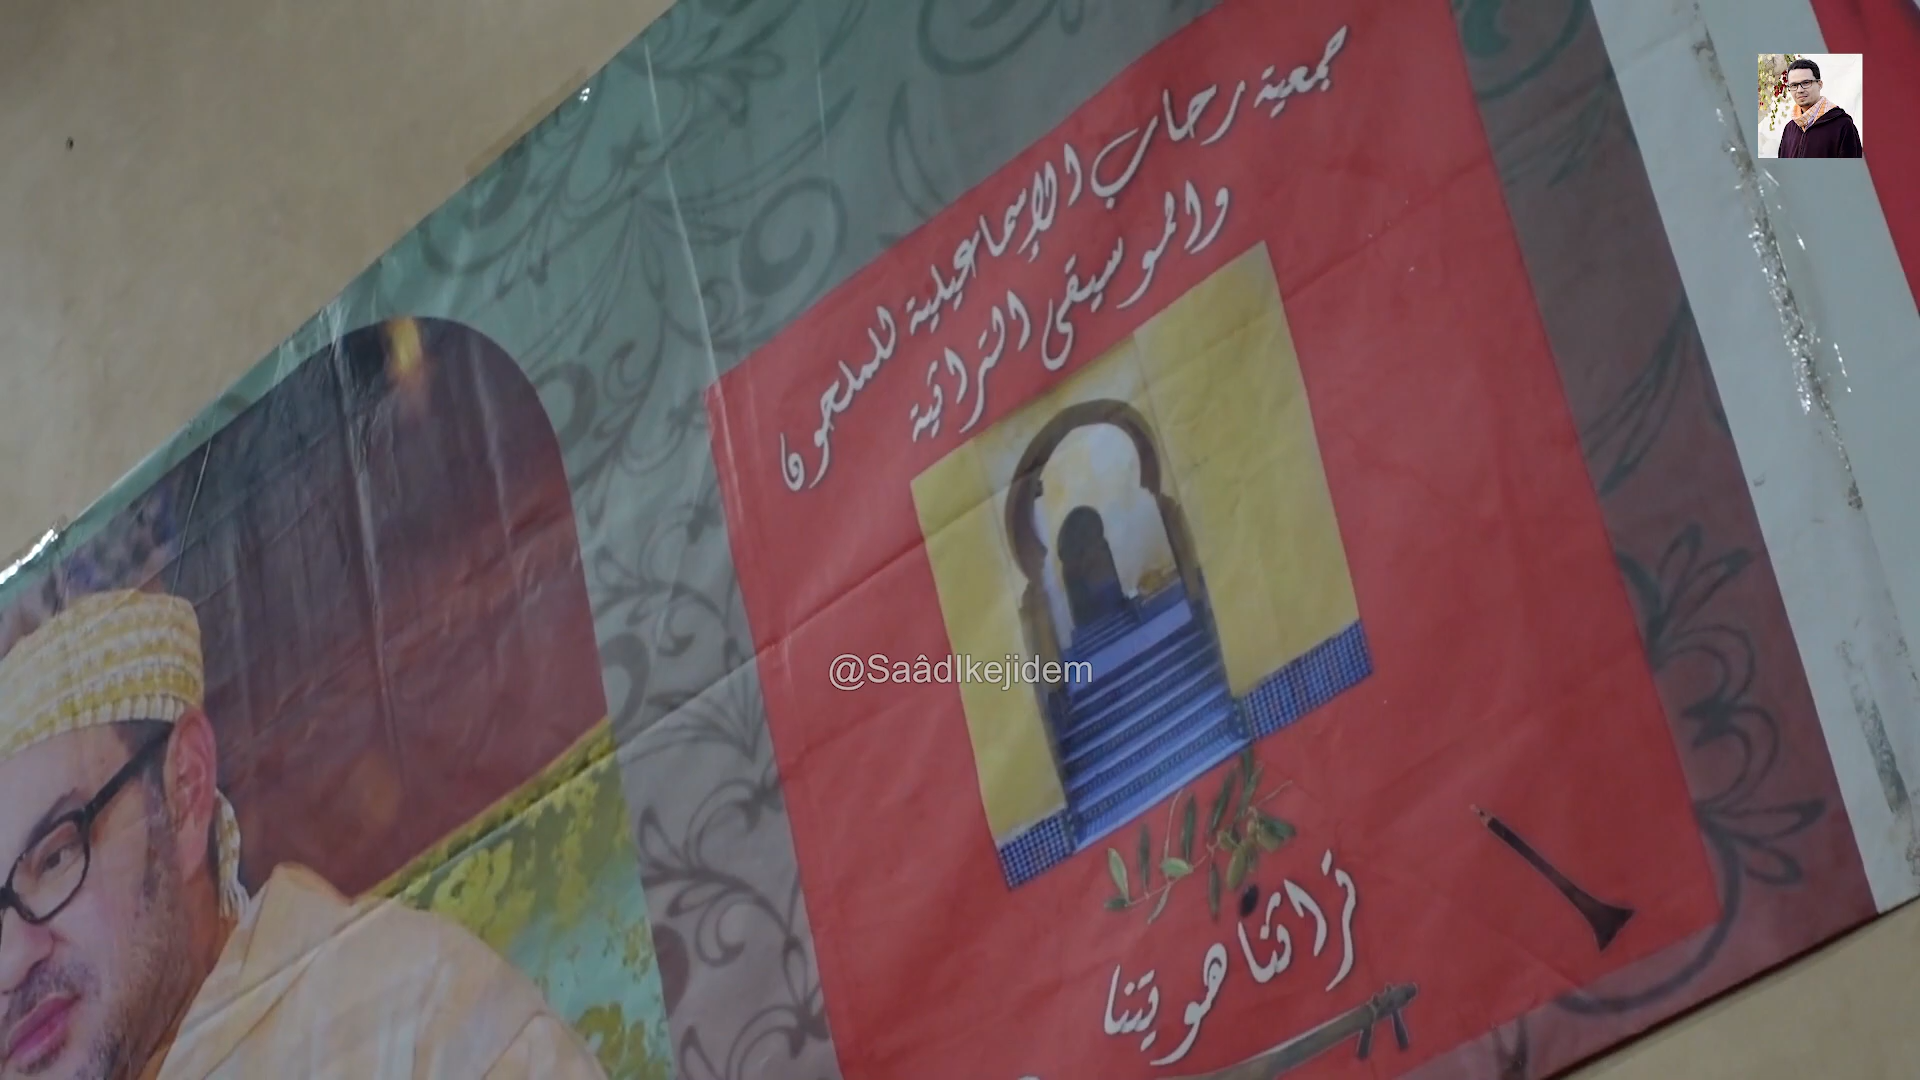 جمعية رحاب الإسماعيلية للملحون
والموسيقى التراثية
@Saâdlkejidem
تراثنا هويتنا